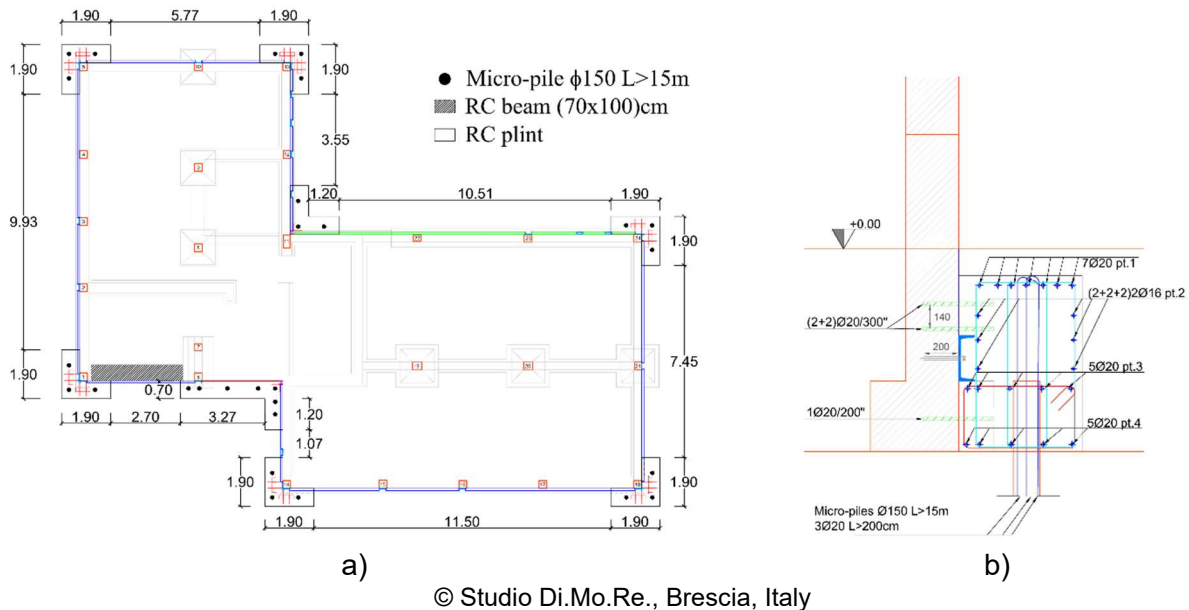 1.90 5.77 1.90
1.90
1.90
3.55
9.93
1.20
10.51 1.90
1.90
7.45
1.90
0.70
1.90 2.70 3.27
1.20
1.07
1.90
1.90
1.90 11.50 1.90
● Micro-pile ϕ150 L>15m
RC beam (70x100)cm
RC plint
+0.00
7Ø20 pt.1
(2+2+2)2Ø16 pt.2
(2+2)Ø20/300"
140
200
5Ø20 pt.3
1Ø20/200"
5Ø20 pt.4
Micro-piles Ø150 L>15m
3Ø20 L>200cm
a) b)
© Studio Di.Mo.Re., Brescia, Italy